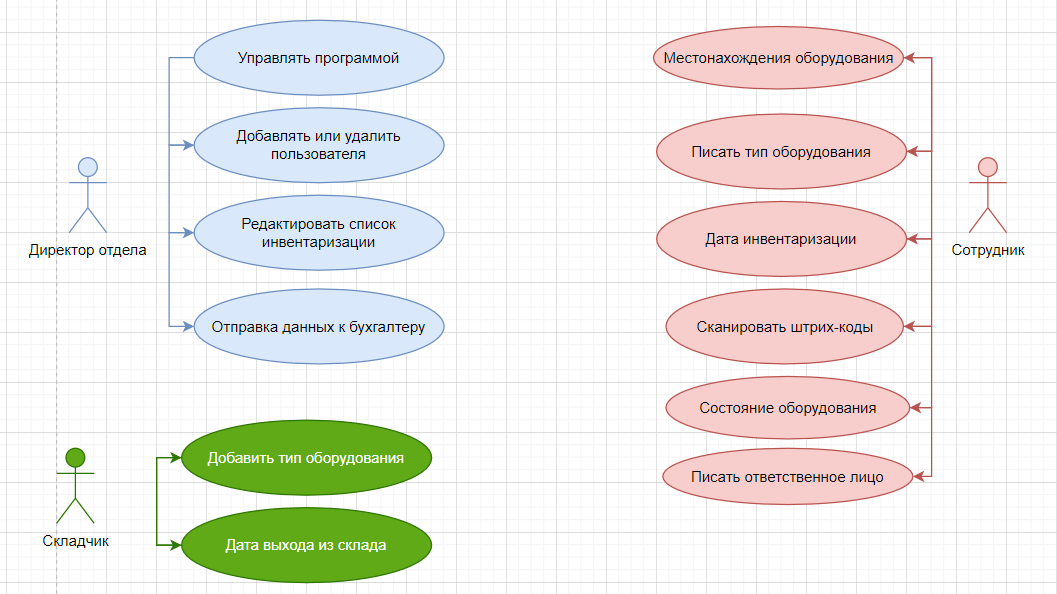 Управлять программой
Добавлять или удалить
пользователя
Редактировать список
инвентаризации
Отправка данных к бухгалтеру
Директор отдела
Добавить тип оборудования
Дата выхода из склада
Складчик
Местонахождения оборудования
Писать тип оборудования
Дата инвентаризации
Сканировать штрих-коды
Состояние оборудования
Писать ответственное лицо
Сотрудник